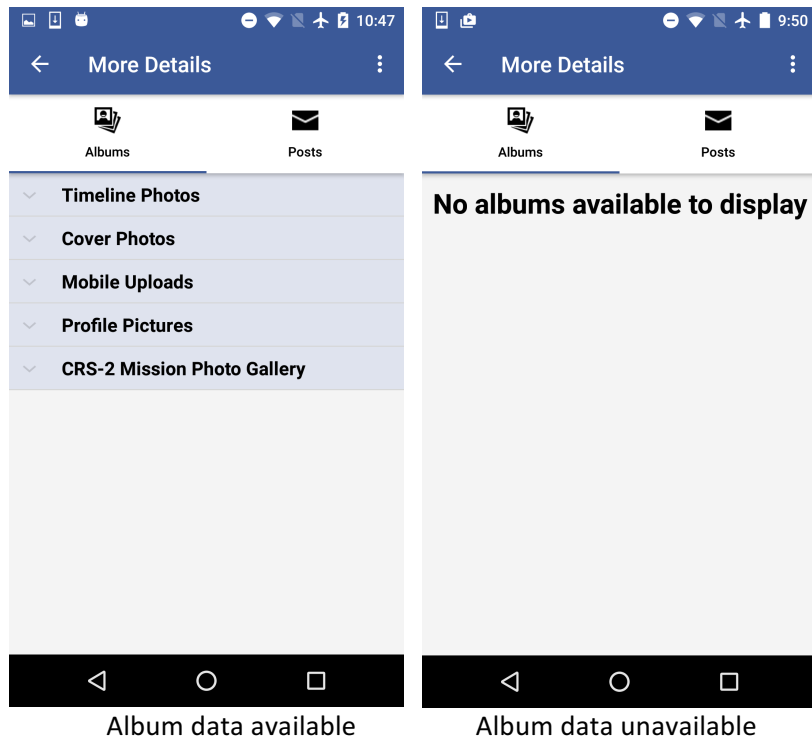 10:47
More Details
Albums
Posts
Timeline Photos
Cover Photos
Mobile Uploads
Profile Pictures
CRS-2 Mission Photo Gallery
Album data available
9:50
More Details
Albums
Posts
No albums available to display
Album data unavailable